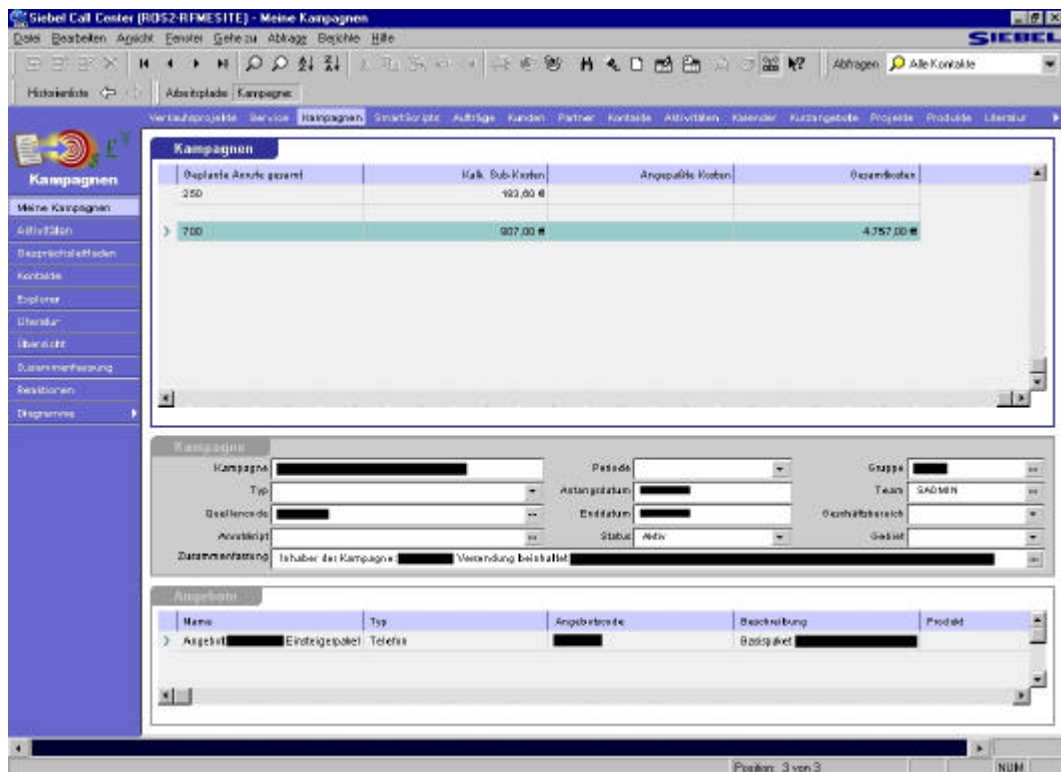 Siebel Call Center (ROS2-RFMESITE) - Meine Kampagnen
Datei Bearbeiten Ansicht Fenster Gehe zu Abfrage Berichte Hilfe
SIEBEL
Abfragen Alle Kontakte
Historienliste Arbeitsplade Kampagne:
Verkaufsprojekte Service Kampagnen SmartScripts Aufträge Kunden Partner Kontakte Aktivitäten Kalender Kurzangebote Projekte Produkte Literatur
Kampagnen
Kampagnen
Geplante Anrufe gesamt Kalk. Sub-Kosten Angepaßte Kosten Gesamtkosten
250 193,60 €
700 907,00 € 4.757,00 €
Meine Kampagnen
Aktivitäten
Gesprächsleitfaden
Kontakte
Explorer
Literatur
Übersicht
Zusammenfassung
Reaktionen
Diagramme
Kampagne
Kampagne Periode Gruppe
Typ Anfangsdatum Team SADMIN
Quellencode Enddatum Geschäftsbereich
Anrufskript Status Aktiv Gebiet
Zusammenfassung Inhaber der Kampagne: Versendung beinhaltet
Angebote
Name Typ Angebotscode Beschreibung Produkt
Angebot Einsteigerpaket Telefon Basispaket
Position: 3 von 3 NUM